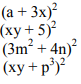 (a + 3x)²
(xy + 5)²
(3m² + 4n)²
(xy + p³)²